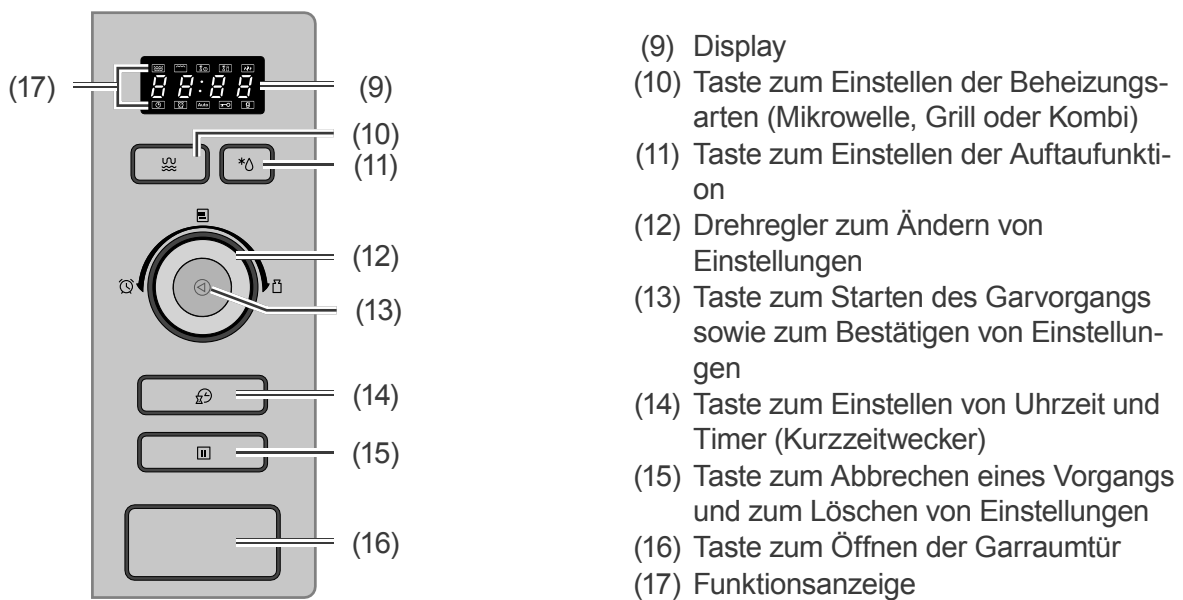 (17)
88:88
Auto
g
(9)
(10)
(11)
(12)
(13)
(14)
(15)
(16)
(9) Display
(10) Taste zum Einstellen der Beheizungs-
arten (Mikrowelle, Grill oder Kombi)
(11) Taste zum Einstellen der Auftaufunkti-
on
(12) Drehregler zum Ändern von
Einstellungen
(13) Taste zum Starten des Garvorgangs
sowie zum Bestätigen von Einstellun-
gen
(14) Taste zum Einstellen von Uhrzeit und
Timer (Kurzzeitwecker)
(15) Taste zum Abbrechen eines Vorgangs
und zum Löschen von Einstellungen
(16) Taste zum Öffnen der Garraumtür
(17) Funktionsanzeige